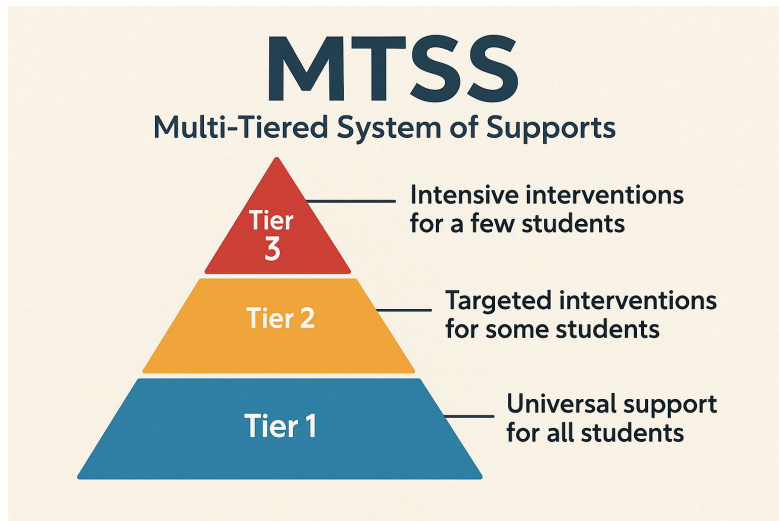 MTSS
Multi-Tiered System of Supports
Tier
3
Intensive interventions
for a few students
Tier 2
Targeted interventions
for some students
Tier 1
Universal support
for all students